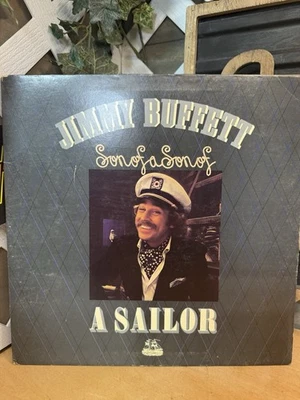 JIMMY BUFFETT
Son of a Son of
A SAILOR